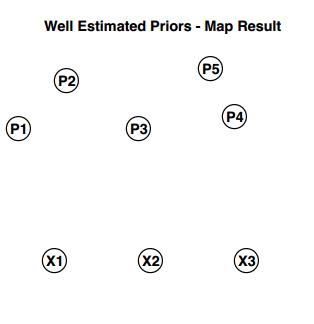 Well Estimated Priors - Map Result
P5
P2
P4
P1
P3
X1
X2
X3